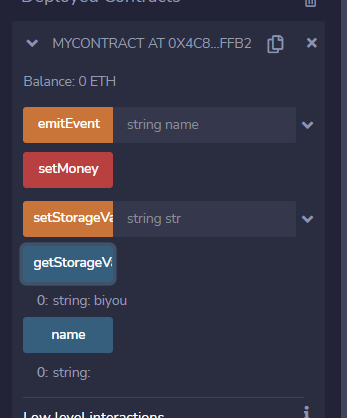 Deployed Contracts
MYCONTRACT AT 0X4C8...FFB2
Balance: 0 ETH
emitEvent string name
setMoney
setStorageVa string str
getStorageVa
0: string: biyou
name
0: string:
Low level interactions